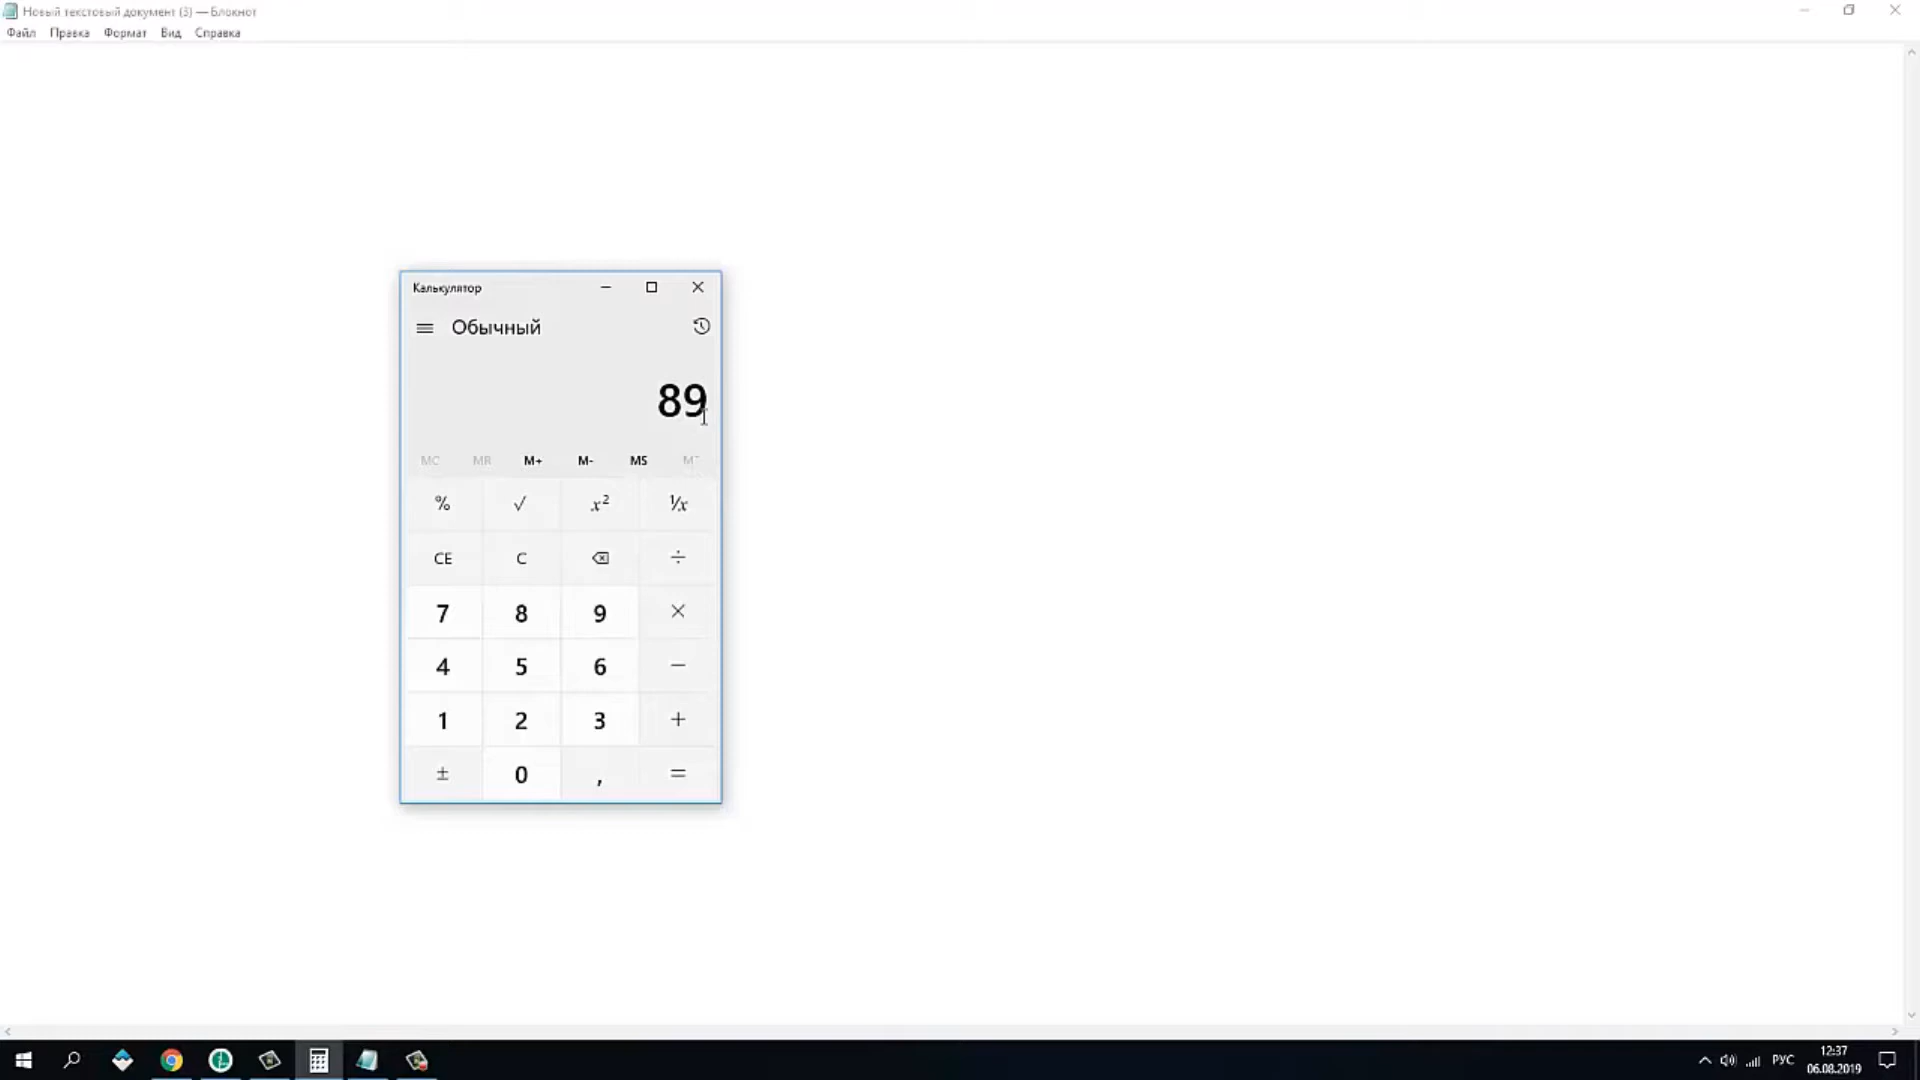 Новый текстовый документ (3) — Блокнот
Файл Правка Формат Вид Справка
Калькулятор
Обычный
89
MC MR M+ M- MS
% √ x² ¹/x
CE C ÷
7 8 9 ×
4 5 6 −
1 2 3 +
± 0 , =
РУС
12:37
06.08.2019